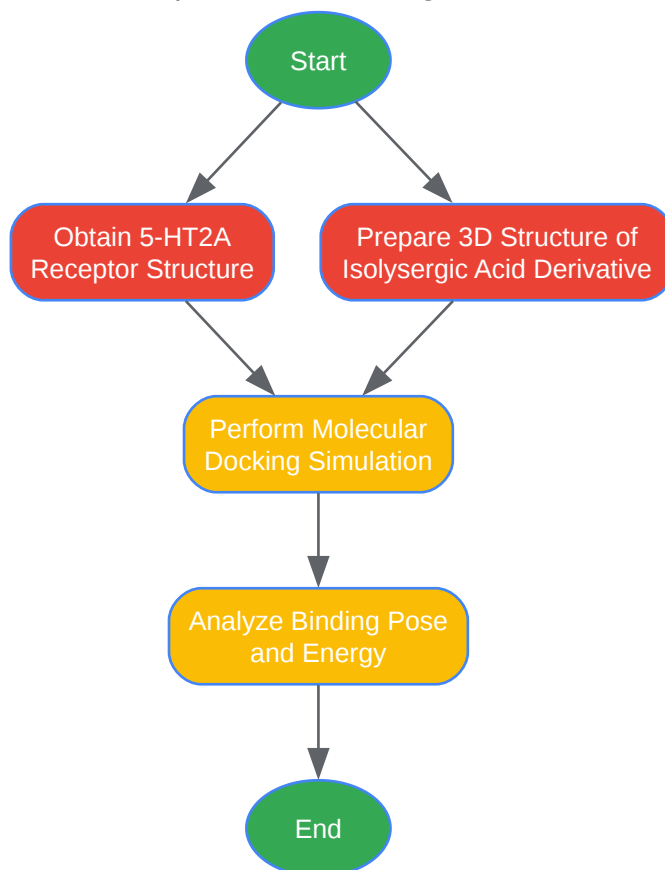 Start
Obtain 5-HT2A
Receptor Structure
Prepare 3D Structure of
Isolysergic Acid Derivative
Perform Molecular
Docking Simulation
Analyze Binding Pose
and Energy
End